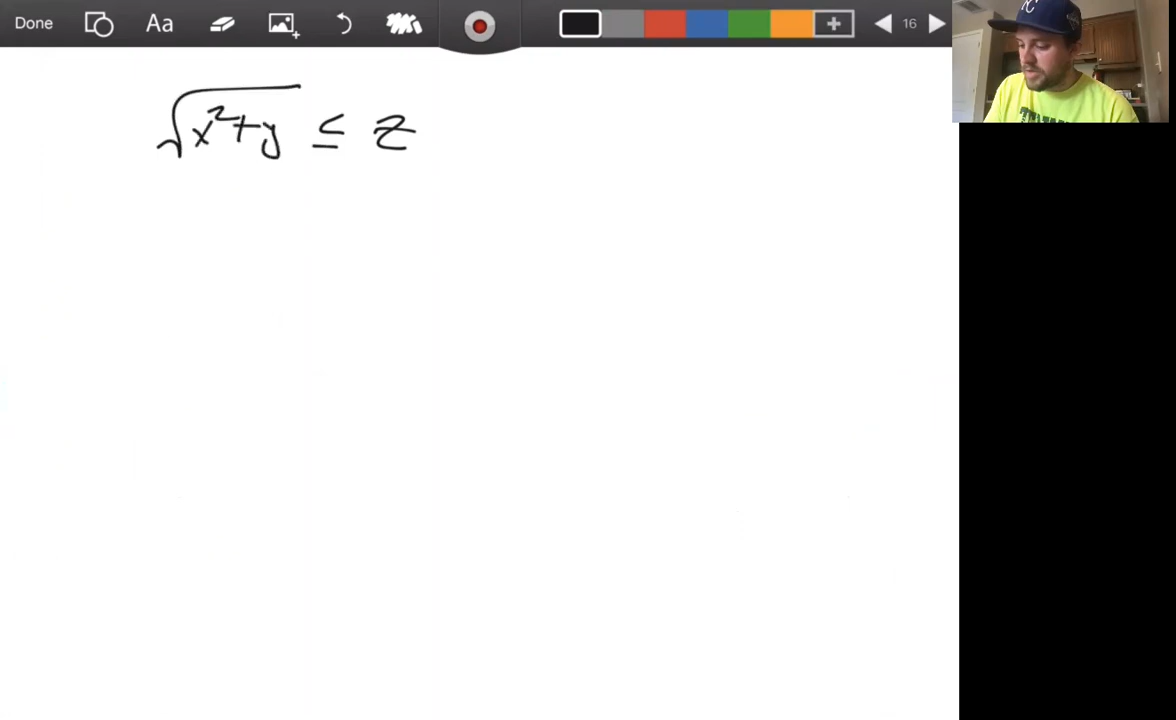 Done Aa 16
√x²+y ≤ z